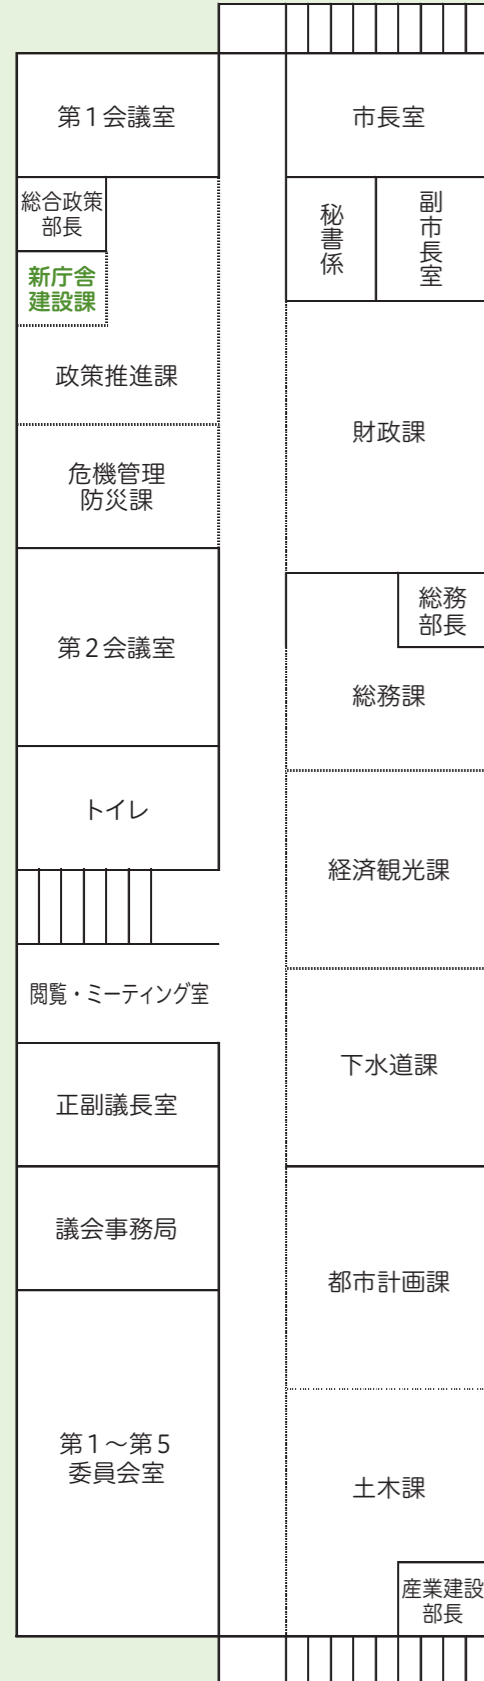 第1会議室
総合政策
部長
新庁舎
建設課
政策推進課
危機管理
防災課
第2会議室
トイレ
閲覧・ミーティング室
正副議長室
議会事務局
第1～第5
委員会室
市長室
秘書係
副市長室
財政課
総務
部長
総務課
経済観光課
下水道課
都市計画課
土木課
産業建設
部長